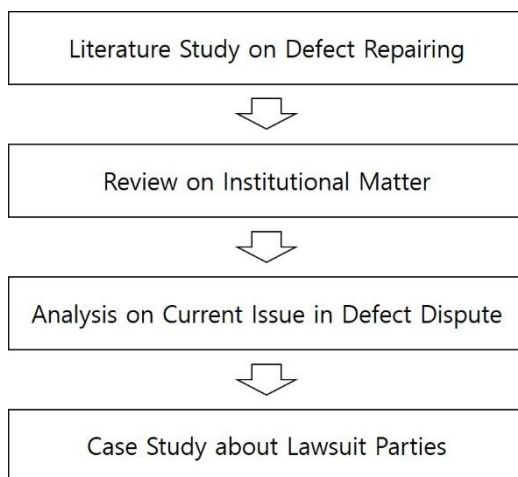 Literature Study on Defect Repairing
Review on Institutional Matter
Analysis on Current Issue in Defect Dispute
Case Study about Lawsuit Parties